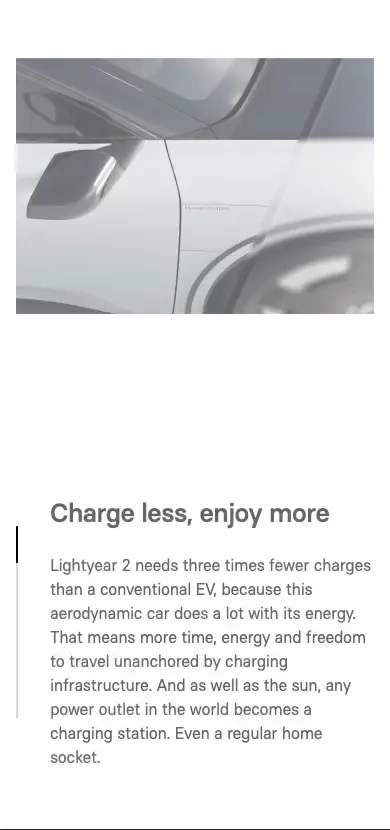 Charge less, enjoy more
Lightyear 2 needs three times fewer charges
than a conventional EV, because this
aerodynamic car does a lot with its energy.
That means more time, energy and freedom
to travel unanchored by charging
infrastructure. And as well as the sun, any
power outlet in the world becomes a
charging station. Even a regular home
socket.